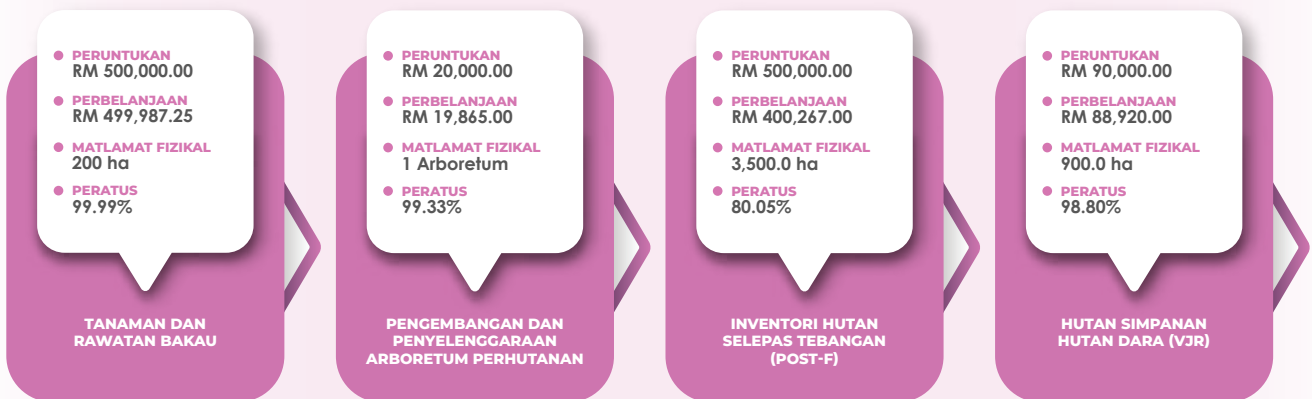 PERUNTUKAN
RM 500,000.00
PERBELANJAAN
RM 499,987.25
MATLAMAT FIZIKAL
200 ha
PERATUS
99.99%
TANAMAN DAN
RAWATAN BAKAU
PERUNTUKAN
RM 20,000.00
PERBELANJAAN
RM 19,865.00
MATLAMAT FIZIKAL
1 Arboretum
PERATUS
99.33%
PENGEMBANGAN DAN
PENYELENGGARAAN
ARBORETUM PERHUTANAN
PERUNTUKAN
RM 500,000.00
PERBELANJAAN
RM 400,267.00
MATLAMAT FIZIKAL
3,500.0 ha
PERATUS
80.05%
INVENTORI HUTAN
SELEPAS TEBANGAN
(POST-F)
PERUNTUKAN
RM 90,000.00
PERBELANJAAN
RM 88,920.00
MATLAMAT FIZIKAL
900.0 ha
PERATUS
98.80%
HUTAN SIMPANAN
HUTAN DARA (VJR)